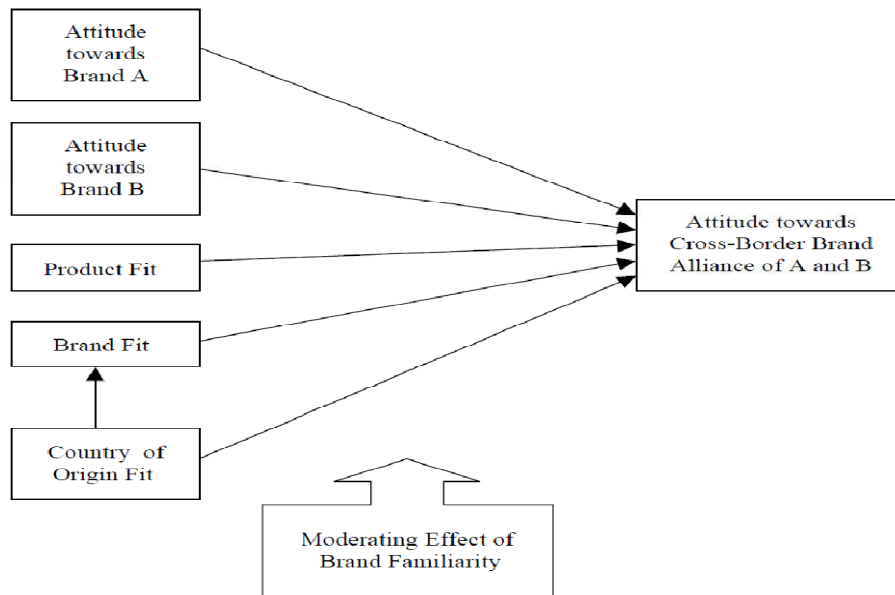 Attitude
towards
Brand A
Attitude
towards
Brand B
Product Fit
Brand Fit
Country of
Origin Fit
Attitude towards
Cross-Border Brand
Alliance of A and B
Moderating Effect of
Brand Familiarity